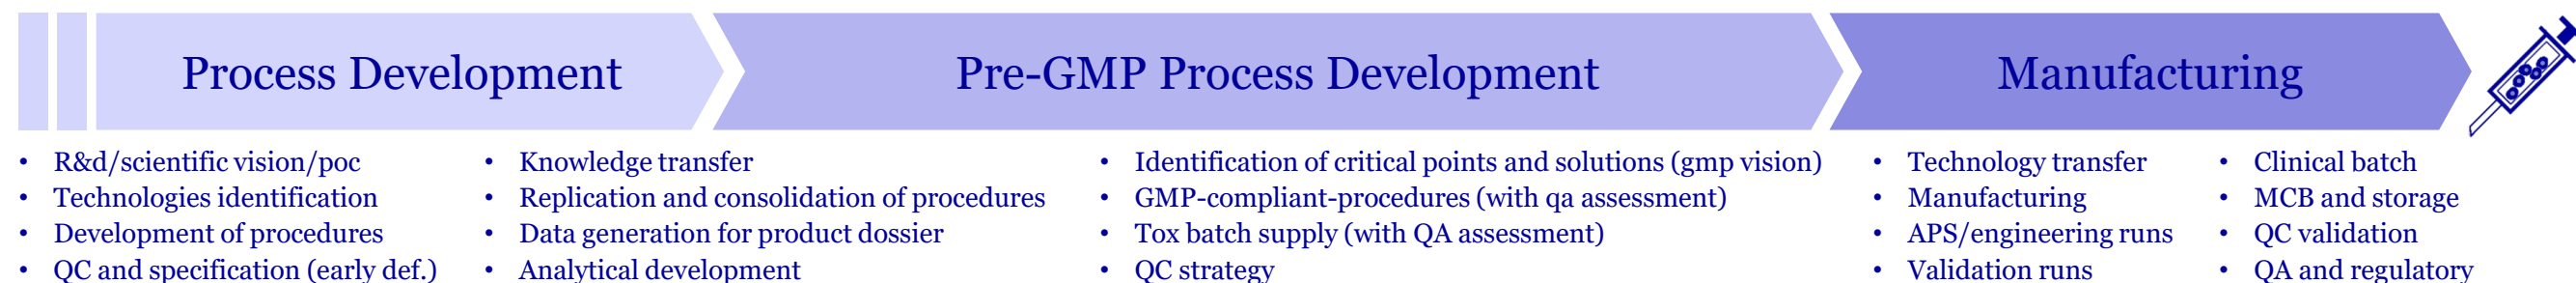 Process Development
Pre-GMP Process Development
Manufacturing
• R&d/scientific vision/poc
• Technologies identification
• Development of procedures
• QC and specification (early def.)
• Knowledge transfer
• Replication and consolidation of procedures
• Data generation for product dossier
• Analytical development
• Identification of critical points and solutions (gmp vision)
• GMP-compliant-procedures (with qa assessment)
• Tox batch supply (with QA assessment)
• QC strategy
• Technology transfer
• Manufacturing
• APS/engineering runs
• Validation runs
• Clinical batch
• MCB and storage
• QC validation
• QA and regulatory